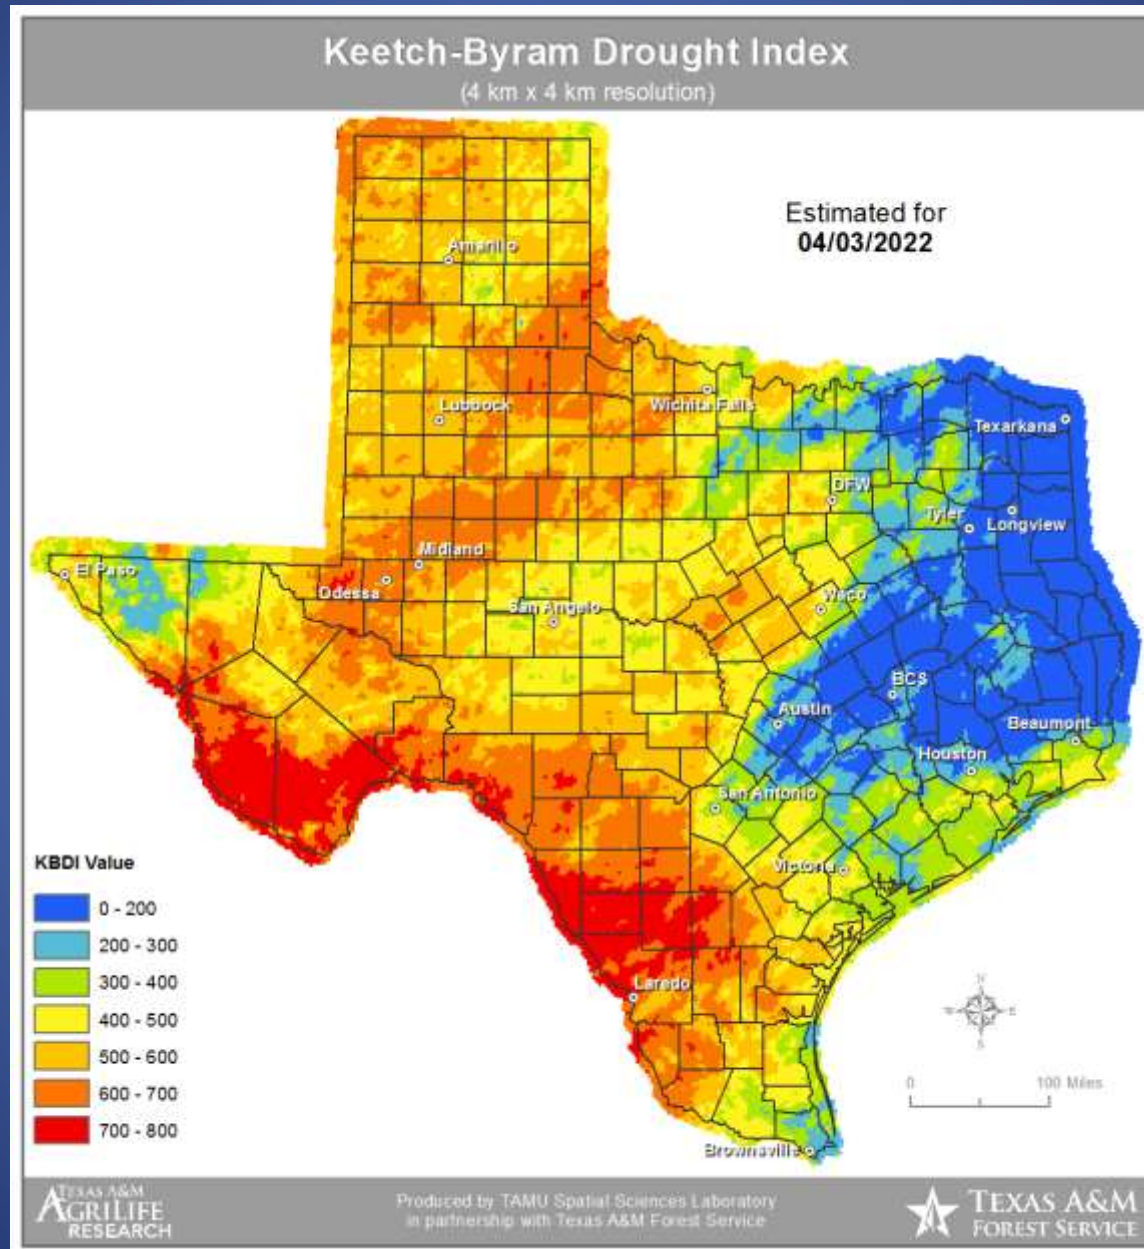 Keetch-Byram Drought Index
(4 km x 4 km resolution)
Estimated for
04/03/2022
Amarillo
Lubbock
Wichita Falls
Texarkana
DFW
Tyler
Longview
Midland
El Paso
Odessa
San Angelo
Waco
BCS
Austin
Beaumont
Houston
San Antonio
Victoria
Laredo
Brownsville
KBDI Value
0 - 200
200 - 300
300 - 400
400 - 500
500 - 600
600 - 700
700 - 800
N
W
E
S
0
100 Miles
TEXAS A&M
AGRILIFE
RESEARCH
Produced by TAMU Spatial Sciences Laboratory
in partnership with Texas A&M Forest Service
TEXAS A&M
FOREST SERVICE